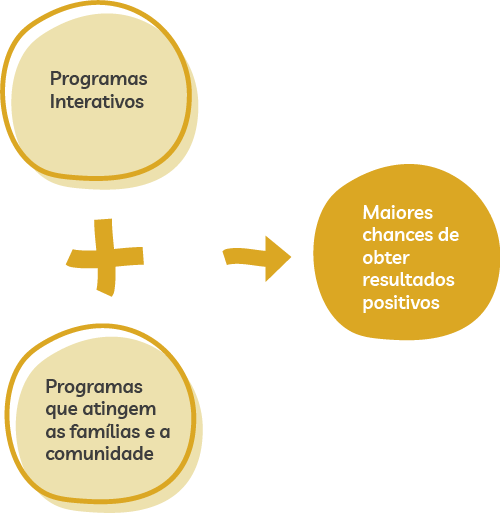 Programas
Interativos
Programas
que atingem
as famílias e a
comunidade
Maiores
chances de
obter
resultados
positivos